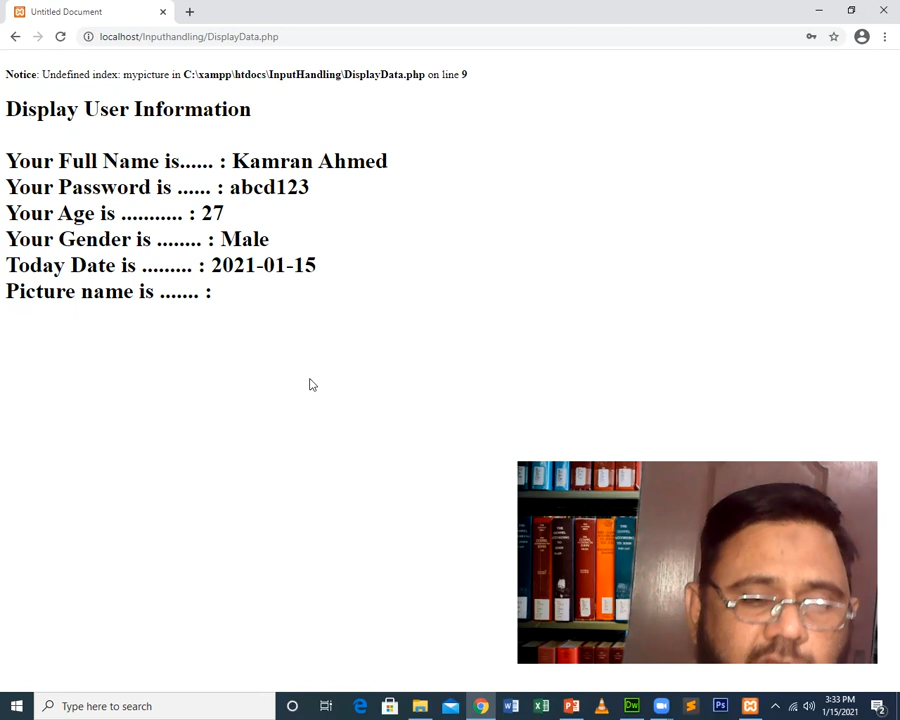 Untitled Document
localhost/Inputhandling/DisplayData.php
Notice: Undefined index: mypicture in C:\xampp\htdocs\InputHandling\DisplayData.php on line 9
Display User Information
Your Full Name is...... : Kamran Ahmed
Your Password is ...... : abcd123
Your Age is ........... : 27
Your Gender is ........ : Male
Today Date is ......... : 2021-01-15
Picture name is ....... :
Type here to search
3:33 PM
1/15/2021
2